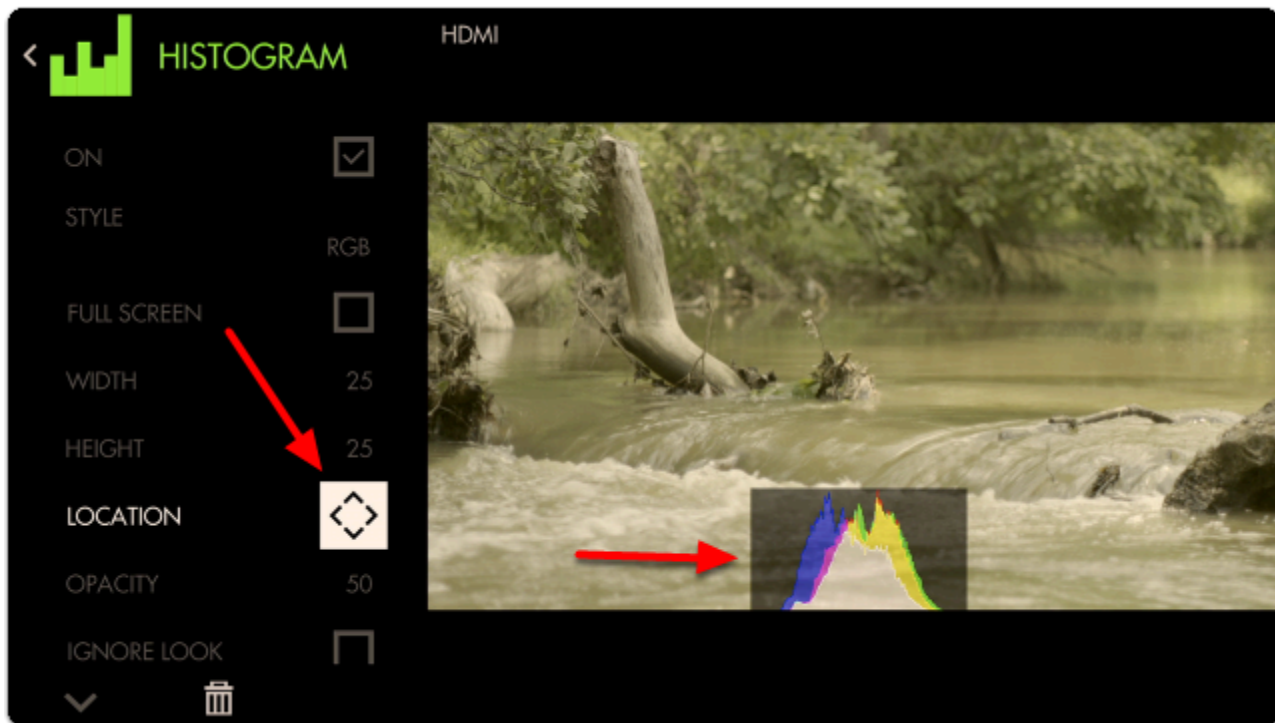 HISTOGRAM
HDMI
ON
STYLE
RGB
FULL SCREEN
WIDTH 25
HEIGHT 25
LOCATION
OPACITY 50
IGNORE LOOK